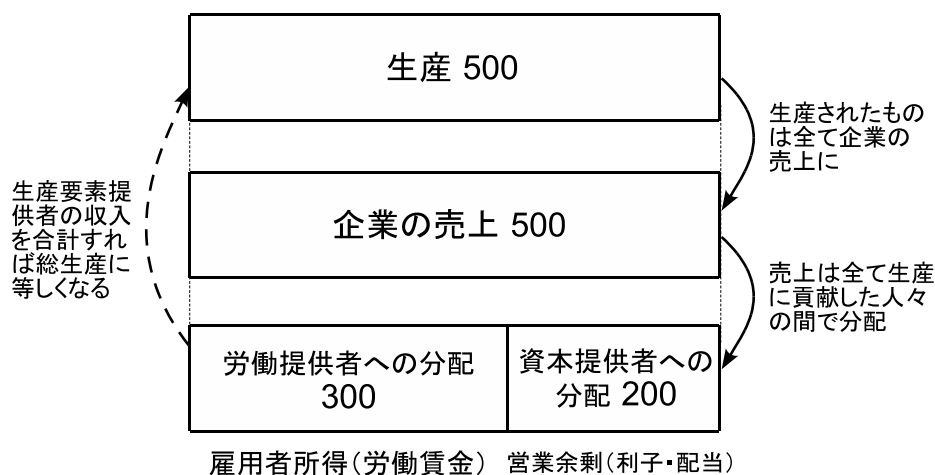 生産 500
生産されたもの
は全て企業の
売上に
生産要素提
供者の収入
を合計すれ
ば総生産に
等しくなる
企業の売上 500
売上は全て生産
に貢献した人々
の間で分配
労働提供者への分配
300
資本提供者への
分配 200
雇用者所得(労働賃金)
営業余剰(利子・配当)